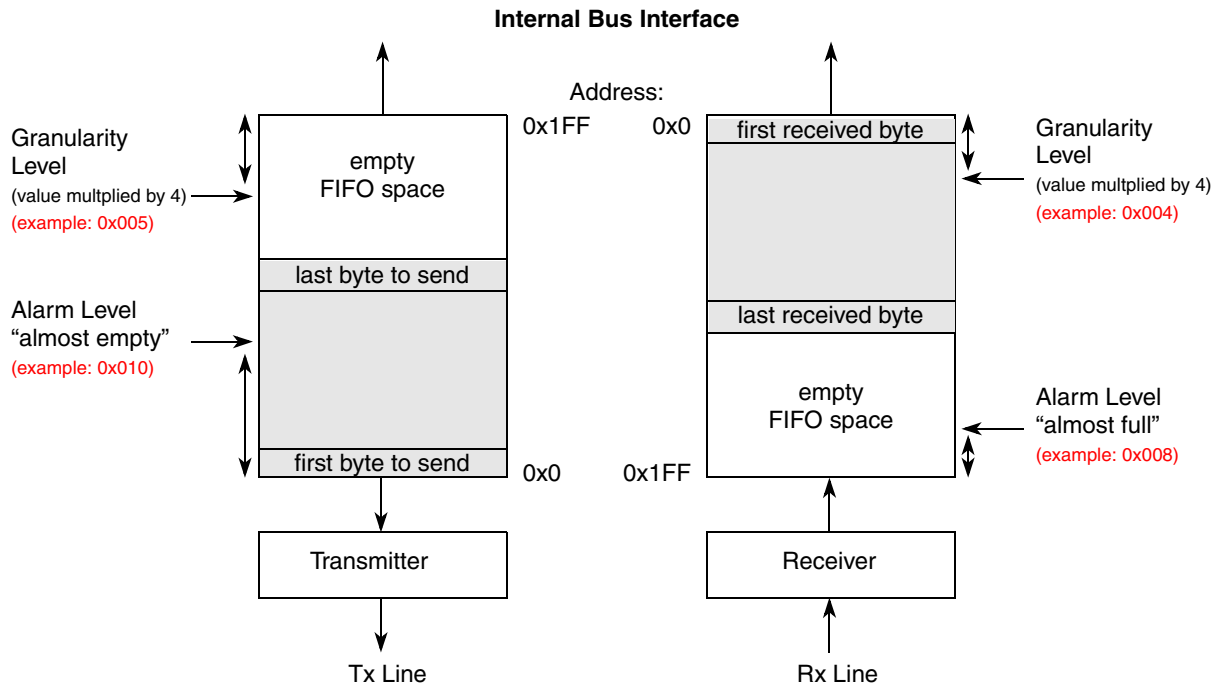 Internal Bus Interface
Address:
Granularity
Level
(value multplied by 4)
(example: 0x005)
Alarm Level
“almost empty”
(example: 0x010)
empty
FIFO space
last byte to send
first byte to send
0x1FF
0x0
0x0
0x1FF
first received byte
last received byte
empty
FIFO space
Granularity
Level
(value multplied by 4)
(example: 0x004)
Alarm Level
“almost full”
(example: 0x008)
Transmitter
Receiver
Tx Line
Rx Line